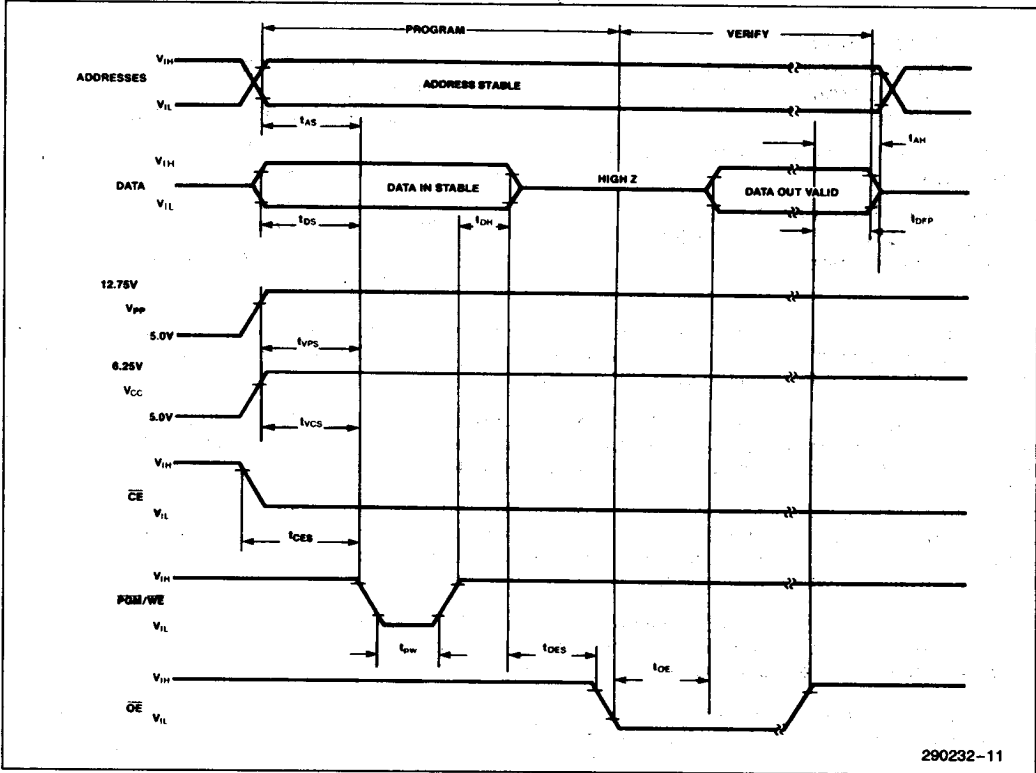 PROGRAM
VERIFY
VIH
ADDRESSES
ADDRESS STABLE
VIL
tAS
tAH
VIH
DATA
DATA IN STABLE
HIGH Z
DATA OUT VALID
VIL
tDS
tDH
tDFP
12.75V
VPP
5.0V
tVPS
6.25V
VCC
5.0V
tVCS
VIH
CE
VIL
tCES
VIH
PGM/WE
VIL
tPW
tOES
tOE
VIH
OE
VIL
290232-11